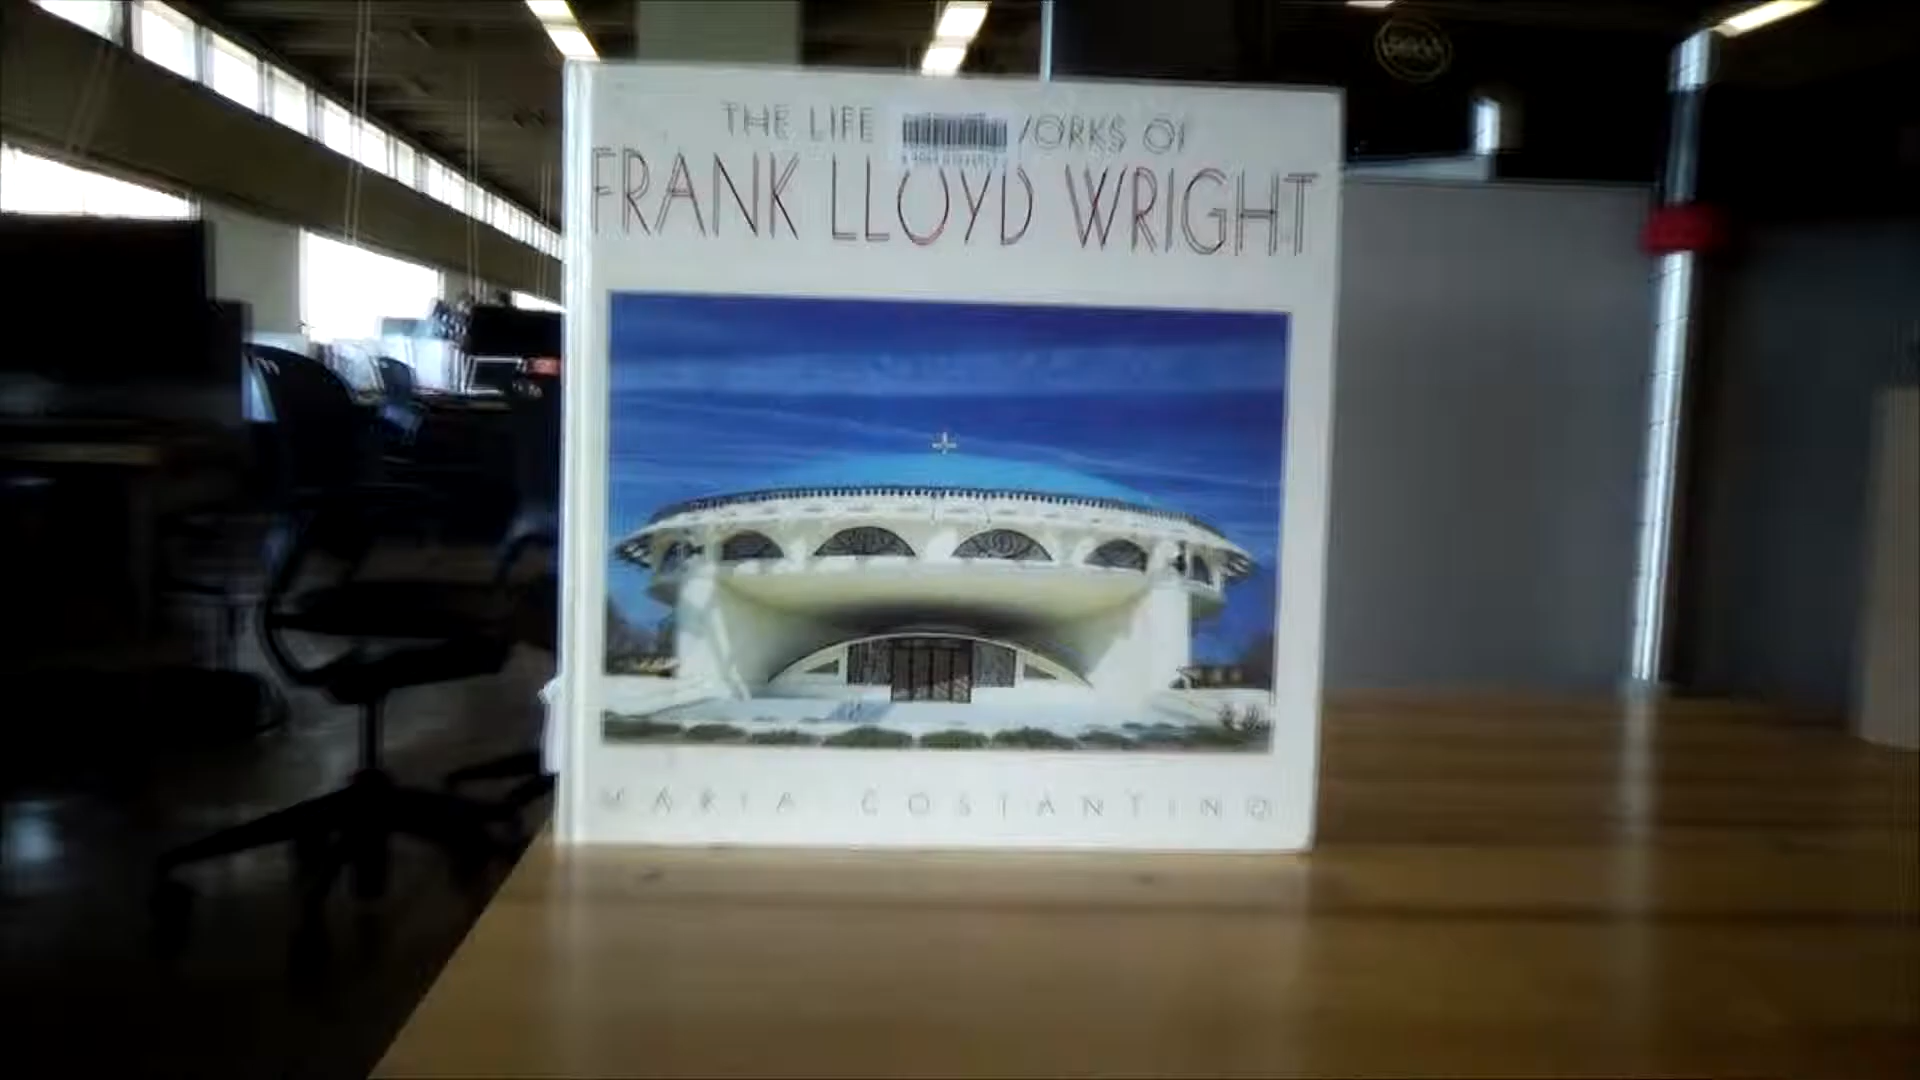 THE LIFE ORKS OF
FRANK LLOYD WRIGHT
MARIA COSTANTINO